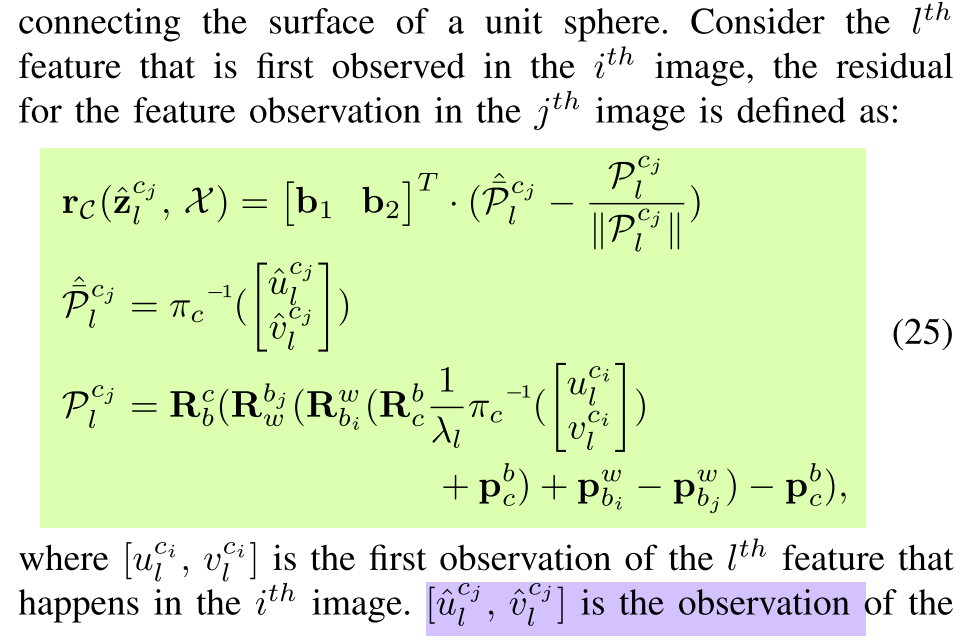 connecting the surface of a unit sphere. Consider the $l^{th}$
feature that is first observed in the $i^{th}$ image, the residual
for the feature observation in the $j^{th}$ image is defined as:
$\mathbf{r}_{\mathcal{C}}(\hat{\mathbf{z}}_l^{c_j}, \mathcal{X}) = \begin{bmatrix} \mathbf{b}_1 & \mathbf{b}_2 \end{bmatrix}^T \cdot (\hat{\bar{\mathcal{P}}}_l^{c_j} - \frac{\mathcal{P}_l^{c_j}}{\|\mathcal{P}_l^{c_j}\|})$
$\hat{\bar{\mathcal{P}}}_l^{c_j} = \pi_c{}^{-1}(\begin{bmatrix} \hat{u}_l^{c_j} \\ \hat{v}_l^{c_j} \end{bmatrix})$
(25)
$\mathcal{P}_l^{c_j} = \mathbf{R}_b^c(\mathbf{R}_w^{b_j}(\mathbf{R}_{b_i}^w(\mathbf{R}_c^b \frac{1}{\lambda_l} \pi_c{}^{-1}(\begin{bmatrix} u_l^{c_i} \\ v_l^{c_i} \end{bmatrix})$
$+ \mathbf{p}_c^b) + \mathbf{p}_{b_i}^w - \mathbf{p}_{b_j}^w) - \mathbf{p}_c^b),$
where $[u_l^{c_i}, v_l^{c_i}]$ is the first observation of the $l^{th}$ feature that
happens in the $i^{th}$ image. $[\hat{u}_l^{c_j}, \hat{v}_l^{c_j}]$ is the observation of the